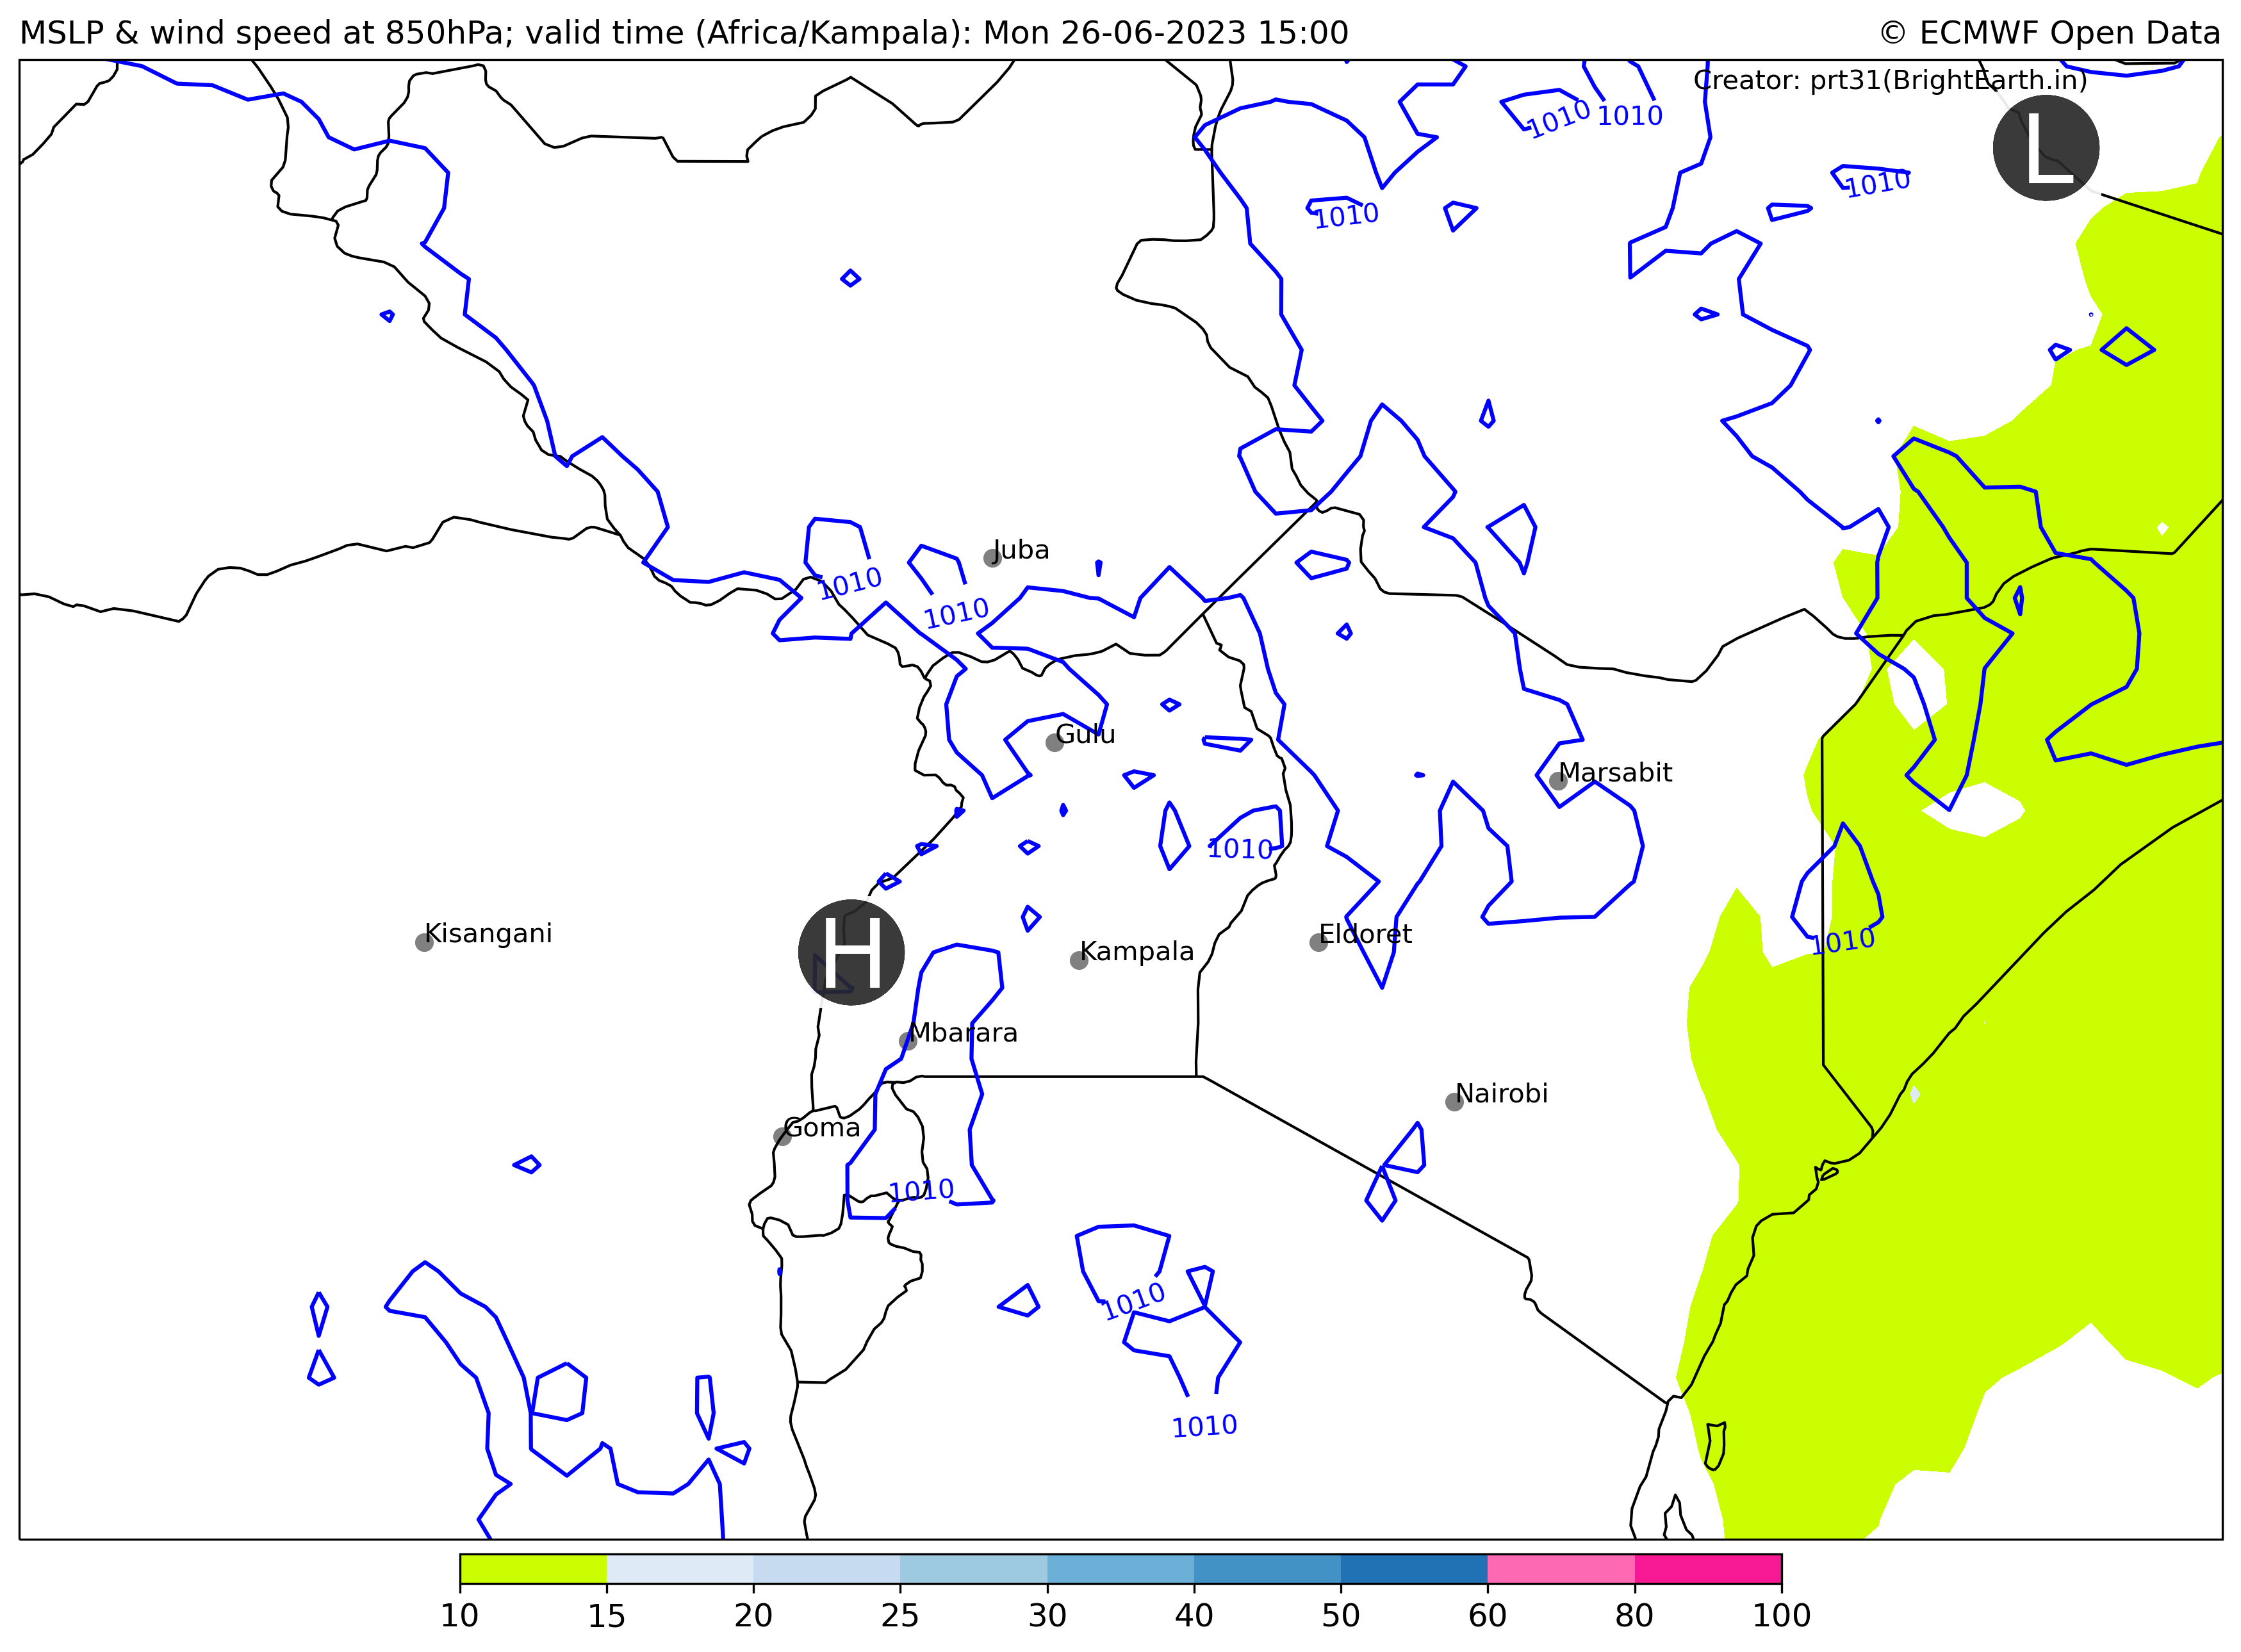 MSLP & wind speed at 850hPa; valid time (Africa/Kampala): Mon 26-06-2023 15:00
© ECMWF Open Data
Creator: prt31(BrightEarth.in)
1010
1010
L
1010
1010
Juba
1010
1010
Gulu
Marsabit
1010
Kisangani
H
Kampala
Eldoret
1010
Mbarara
Nairobi
Goma
1010
1010
1010
10 15 20 25 30 40 50 60 80 100